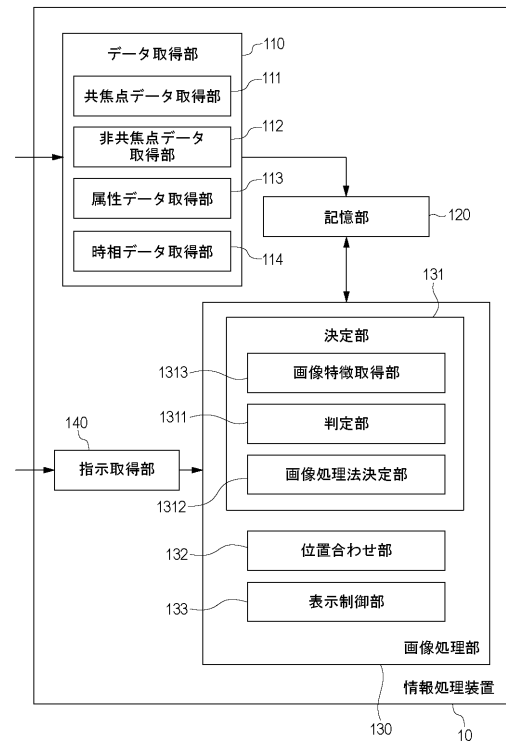 データ取得部
110
共焦点データ取得部
111
非共焦点データ
取得部
112
属性データ取得部
113
時相データ取得部
114
記憶部
120
131
決定部
画像特徴取得部
1313
判定部
1311
画像処理法決定部
1312
140
指示取得部
位置合わせ部
132
表示制御部
133
画像処理部
130
情報処理装置
10